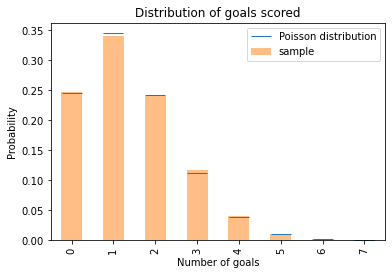 Distribution of goals scored
Poisson distribution
sample
Probability
0.35
0.30
0.25
0.20
0.15
0.10
0.05
0.00
0 1 2 3 4 5 6 7
Number of goals